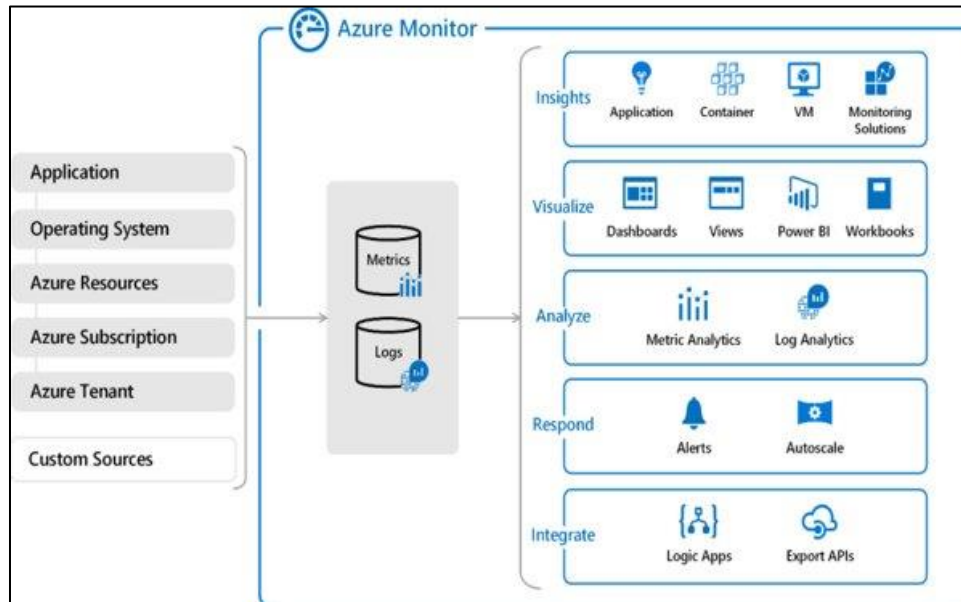 Azure Monitor
Application
Operating System
Azure Resources
Azure Subscription
Azure Tenant
Custom Sources
Metrics
Logs
Insights
Application
Container
VM
Monitoring
Solutions
Visualize
Dashboards
Views
Power BI
Workbooks
Analyze
Metric Analytics
Log Analytics
Respond
Alerts
Autoscale
Integrate
Logic Apps
Export APIs